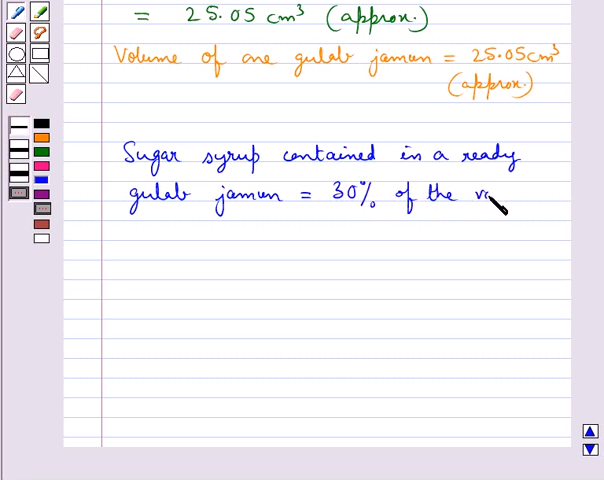 = 25.05 cm³ (approx.)
Volume of one gulab jamun = 25.05cm³
(approx.)
Sugar syrup contained in a ready
gulab jamun = 30% of the v